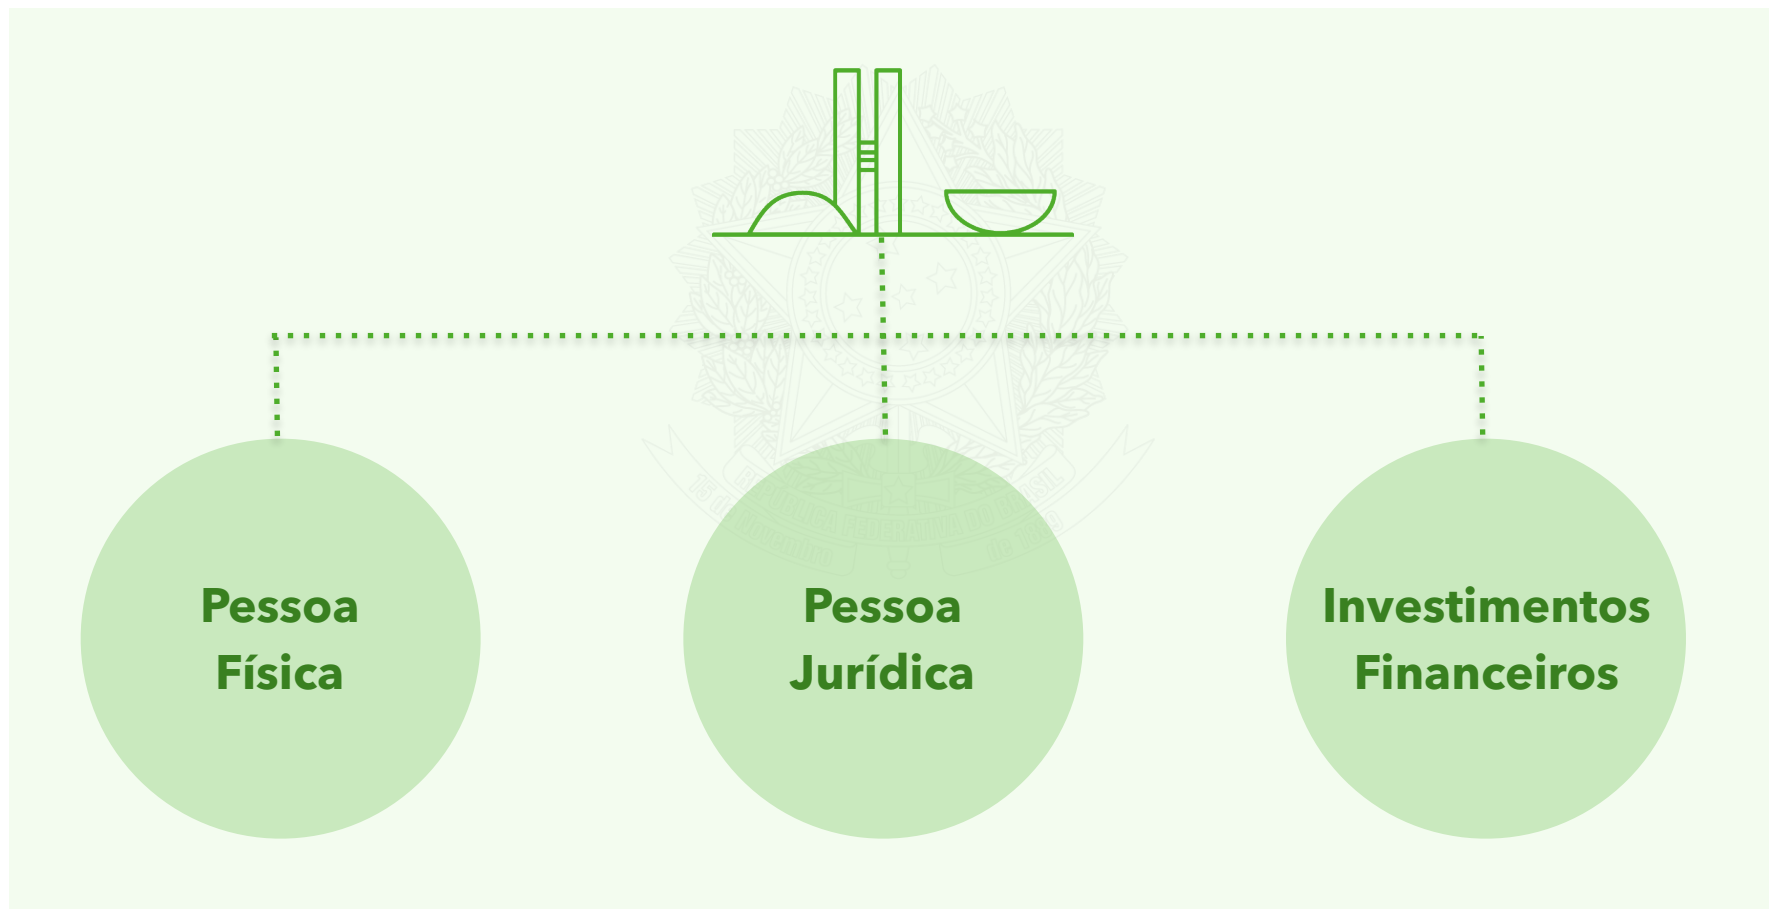 Pessoa
Física
Pessoa
Jurídica
Investimentos
Financeiros